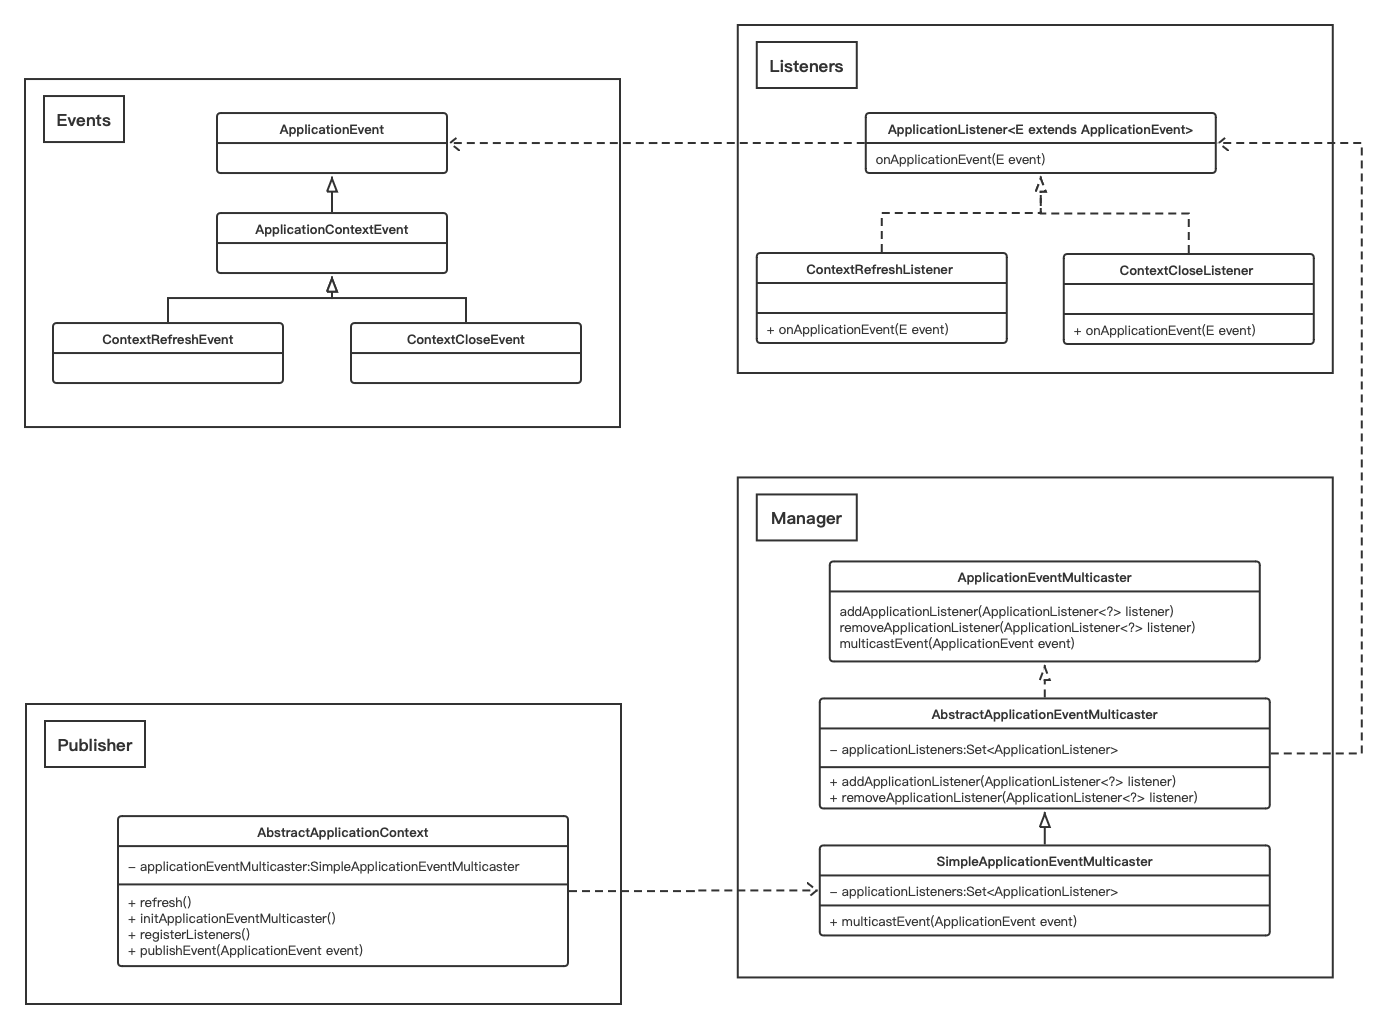 Events
ApplicationEvent
ApplicationContextEvent
ContextRefreshEvent
ContextCloseEvent
Listeners
ApplicationListener<E extends ApplicationEvent>
onApplicationEvent(E event)
ContextRefreshListener
+ onApplicationEvent(E event)
ContextCloseListener
+ onApplicationEvent(E event)
Manager
ApplicationEventMulticaster
addApplicationListener(ApplicationListener<?> listener)
removeApplicationListener(ApplicationListener<?> listener)
multicastEvent(ApplicationEvent event)
AbstractApplicationEventMulticaster
– applicationListeners:Set<ApplicationListener>
+ addApplicationListener(ApplicationListener<?> listener)
+ removeApplicationListener(ApplicationListener<?> listener)
SimpleApplicationEventMulticaster
– applicationListeners:Set<ApplicationListener>
+ multicastEvent(ApplicationEvent event)
Publisher
AbstractApplicationContext
– applicationEventMulticaster:SimpleApplicationEventMulticaster
+ refresh()
+ initApplicationEventMulticaster()
+ registerListeners()
+ publishEvent(ApplicationEvent event)